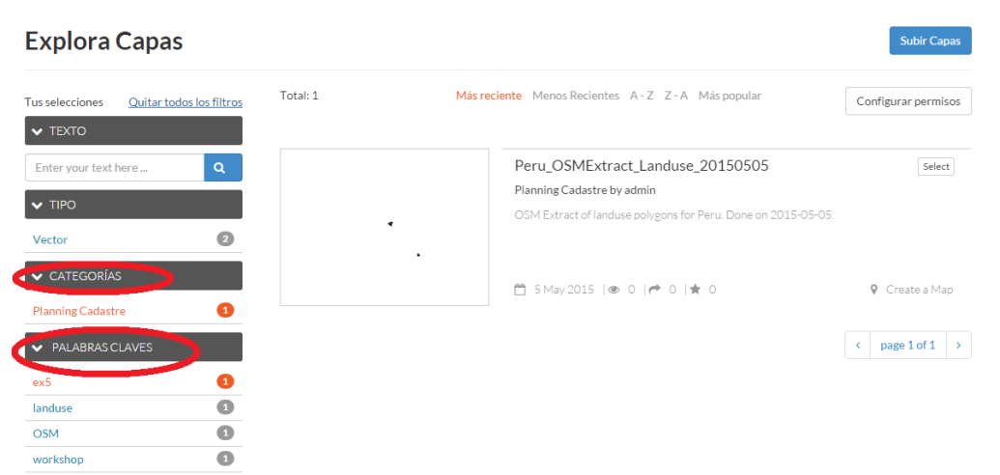 Explora Capas
Subir Capas
Tus selecciones Quitar todos los filtros
TEXTO
Enter your text here ...
TIPO
Vector 2
CATEGORÍAS
Planning Cadastre 1
PALABRAS CLAVES
ex5 1
landuse 1
OSM 1
workshop 1
Total: 1
Más reciente Menos Recientes A - Z Z - A Más popular
Configurar permisos
Peru_OSMExtract_Landuse_20150505
Select
Planning Cadastre by admin
OSM Extract of landuse polygons for Peru. Done on 2015-05-05.
5 May 2015 | 0 | 0 | 0
Create a Map
< page 1 of 1 >